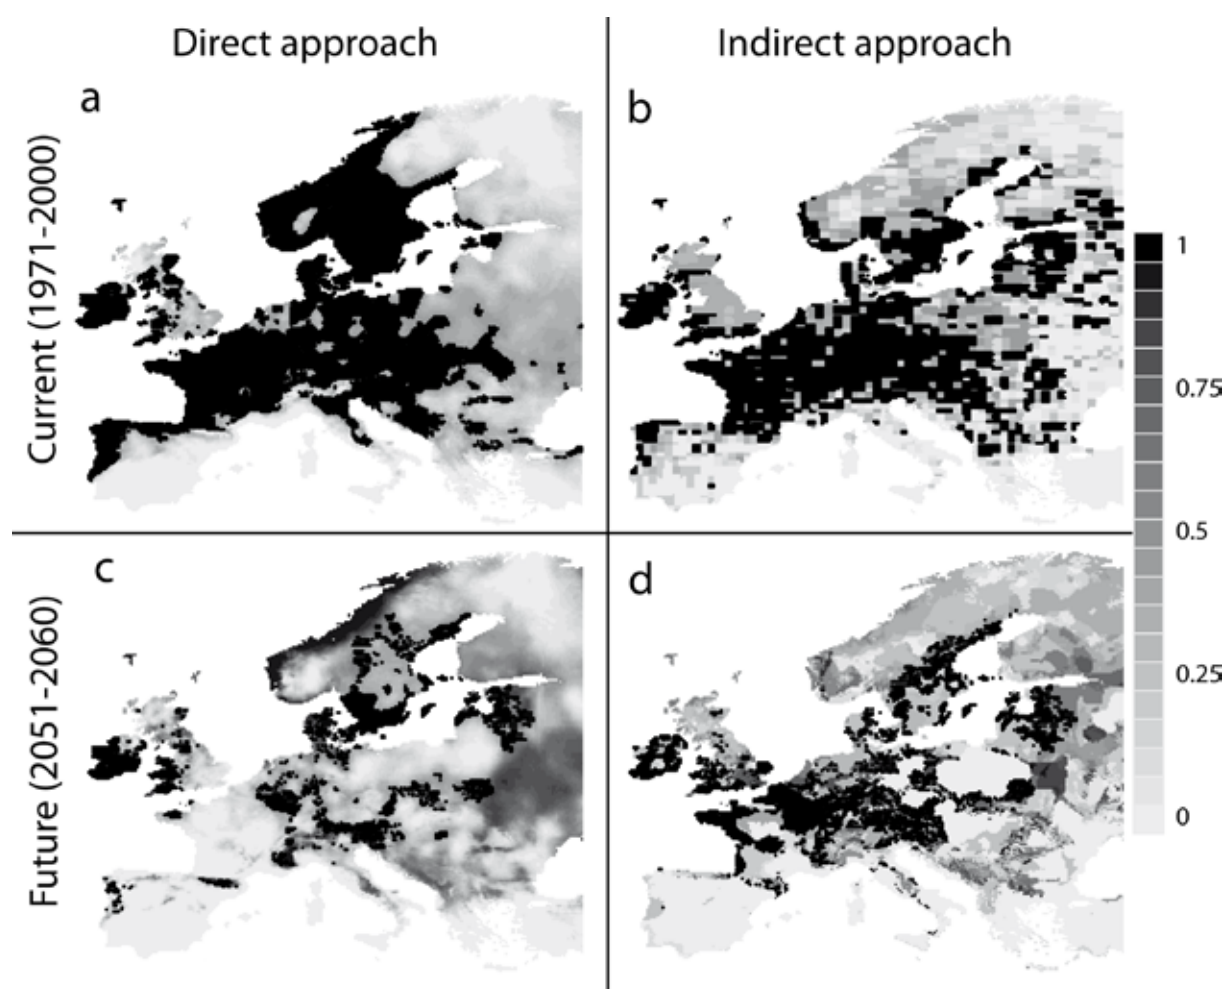 Direct approach
Indirect approach
a
b
Current (1971-2000)
1
0.75
0.5
0.25
0
c
d
Future (2051-2060)